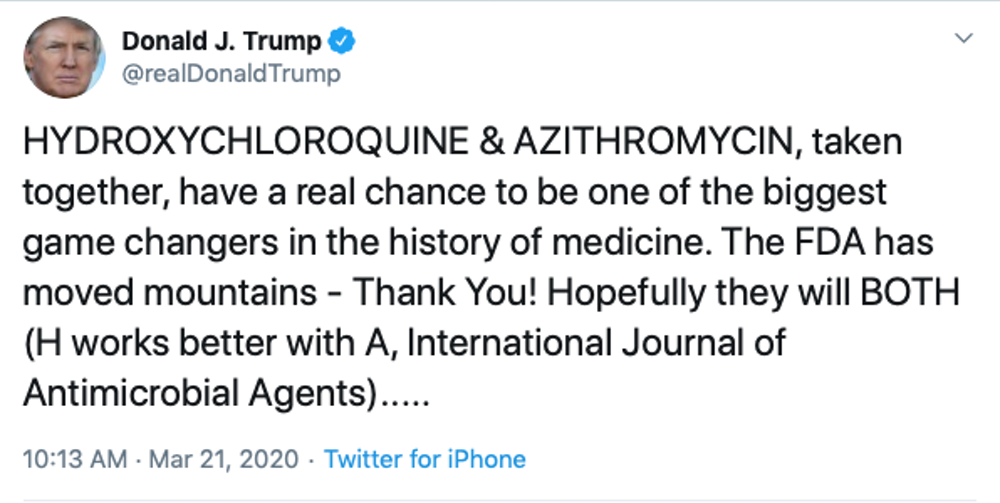 Donald J. Trump
@realDonaldTrump
HYDROXYCHLOROQUINE & AZITHROMYCIN, taken
together, have a real chance to be one of the biggest
game changers in the history of medicine. The FDA has
moved mountains - Thank You! Hopefully they will BOTH
(H works better with A, International Journal of
Antimicrobial Agents).....
10:13 AM · Mar 21, 2020 · Twitter for iPhone